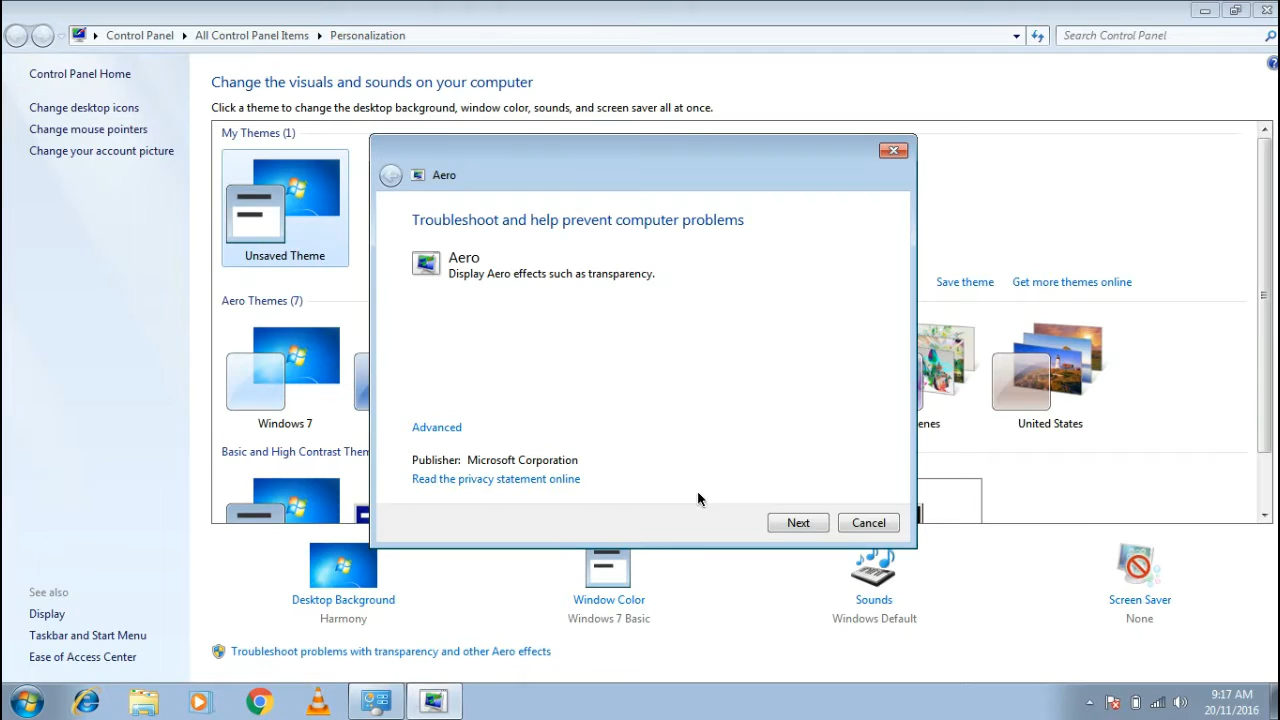 Control Panel
All Control Panel Items
Personalization
Search Control Panel
Control Panel Home
Change desktop icons
Change mouse pointers
Change your account picture
Change the visuals and sounds on your computer
Click a theme to change the desktop background, window color, sounds, and screen saver all at once.
My Themes (1)
Unsaved Theme
Save theme
Get more themes online
Aero Themes (7)
Windows 7
enes
United States
Basic and High Contrast Them
Aero
Troubleshoot and help prevent computer problems
Aero
Display Aero effects such as transparency.
Advanced
Publisher: Microsoft Corporation
Read the privacy statement online
Next
Cancel
Desktop Background
Harmony
Window Color
Windows 7 Basic
Sounds
Windows Default
Screen Saver
None
See also
Display
Taskbar and Start Menu
Ease of Access Center
Troubleshoot problems with transparency and other Aero effects
9:17 AM
20/11/2016